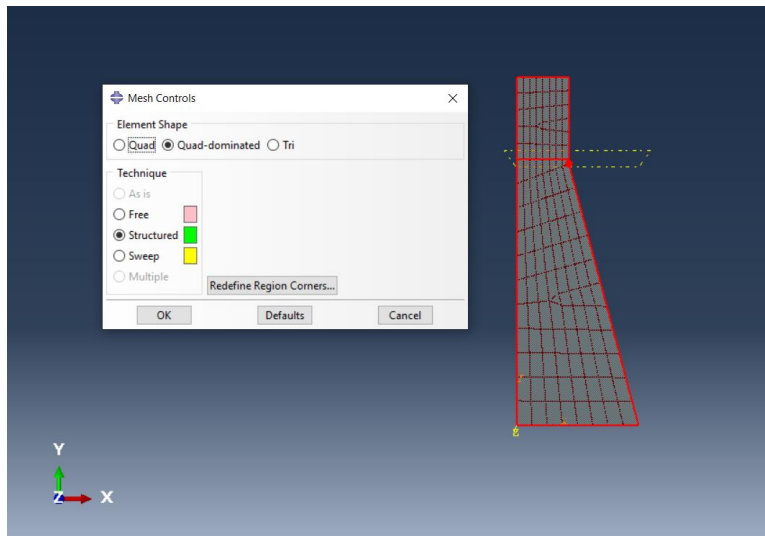 Mesh Controls
Element Shape
Quad Quad-dominated Tri
Technique
As is
Free
Structured
Sweep
Multiple
Redefine Region Corners...
OK Defaults Cancel
Y
Z X